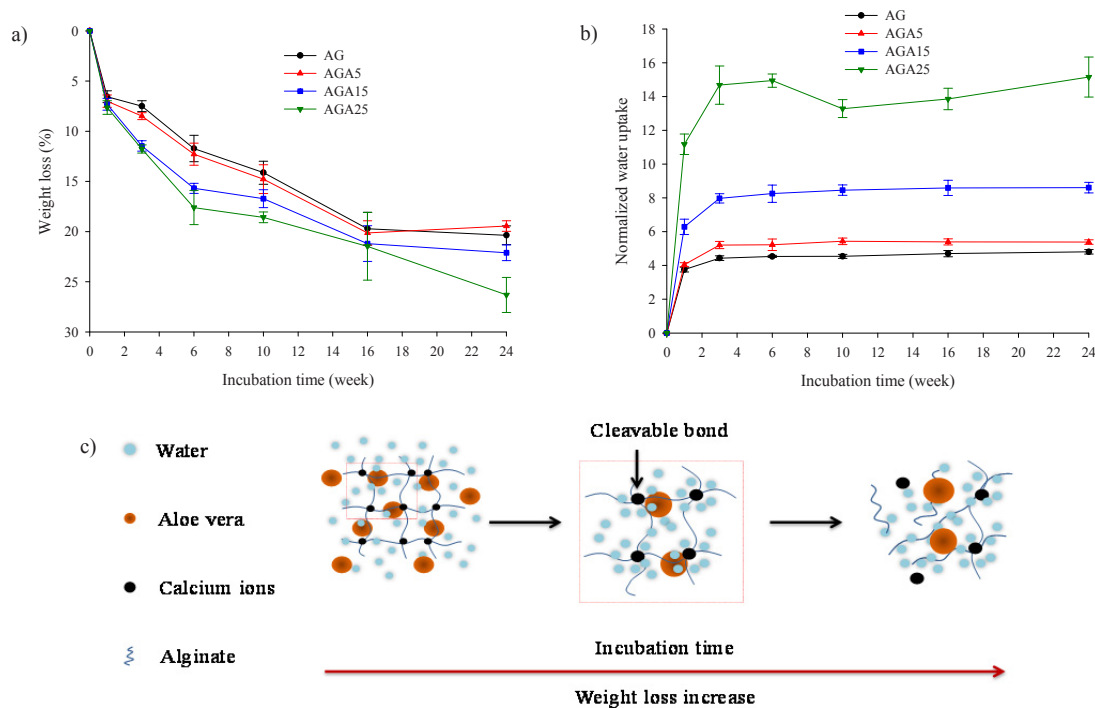 a)
AG
AGA5
AGA15
AGA25
0
5
10
15
20
25
30
Weight loss (%)
0 2 4 6 8 10 12 14 16 18 20 22 24
Incubation time (week)
b)
AG
AGA5
AGA15
AGA25
18
16
14
12
10
8
6
4
2
0
Normalized water uptake
0 2 4 6 8 10 12 14 16 18 20 22 24
Incubation time (week)
c)
Water
Aloe vera
Calcium ions
Alginate
Cleavable bond
Incubation time
Weight loss increase